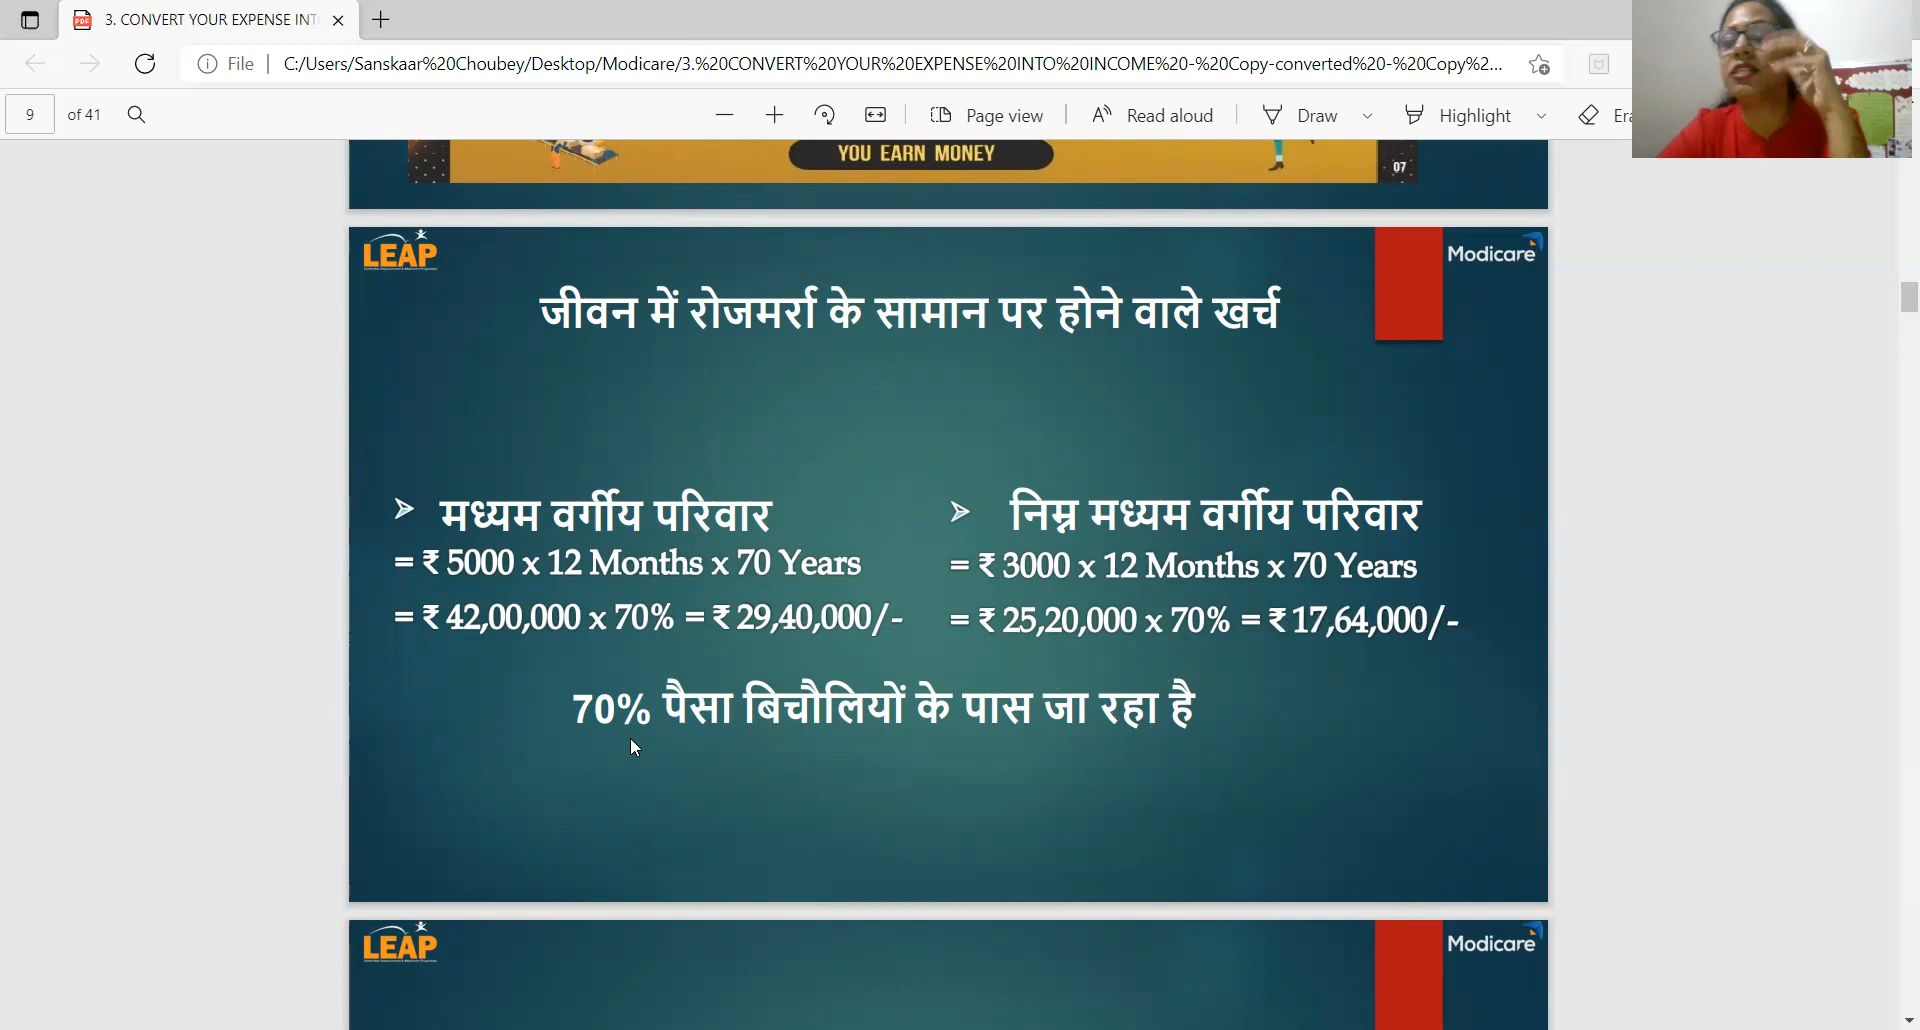 3. CONVERT YOUR EXPENSE INT
File
C:/Users/Sanskaar%20Choubey/Desktop/Modicare/3.%20CONVERT%20YOUR%20EXPENSE%20INTO%20INCOME%20-%20Copy-converted%20-%20Copy%2...
9 of 41
Page view
Read aloud
Draw
Highlight
Era
YOU EARN MONEY
07
LEAP
Modicare
जीवन में रोजमर्रा के सामान पर होने वाले खर्च
➢ मध्यम वर्गीय परिवार
= ₹ 5000 x 12 Months x 70 Years
= ₹ 42,00,000 x 70% = ₹ 29,40,000/-
➢ निम्न मध्यम वर्गीय परिवार
= ₹ 3000 x 12 Months x 70 Years
= ₹ 25,20,000 x 70% = ₹ 17,64,000/-
70% पैसा बिचौलियों के पास जा रहा है
LEAP
Modicare